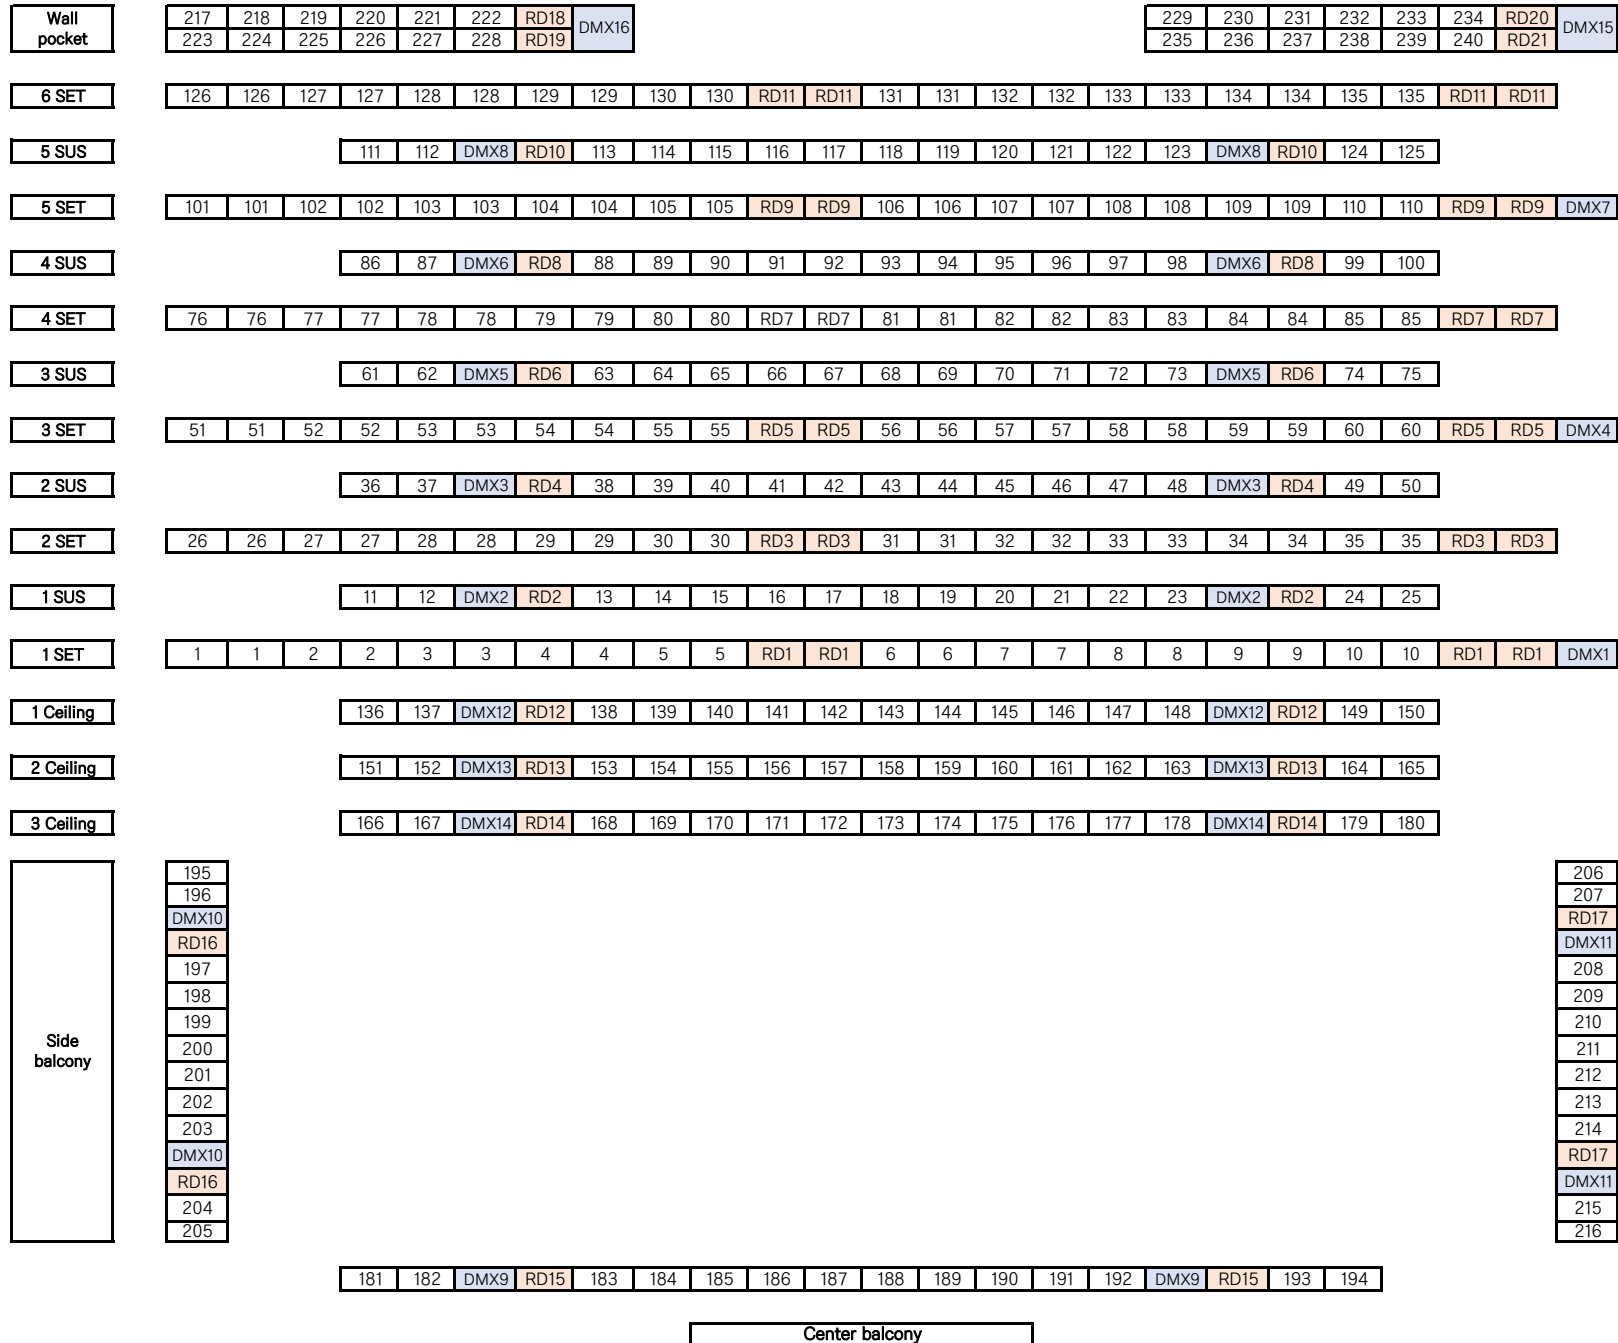 Wall pocket 217 218 219 220 221 222 RD18 DMX16 229 230 231 232 233 234 RD20 DMX15
223 224 225 226 227 228 RD19 235 236 237 238 239 240 RD21
6 SET 126 126 127 127 128 128 129 129 130 130 RD11 RD11 131 131 132 132 133 133 134 134 135 135 RD11 RD11
5 SUS 111 112 DMX8 RD10 113 114 115 116 117 118 119 120 121 122 123 DMX8 RD10 124 125
5 SET 101 101 102 102 103 103 104 104 105 105 RD9 RD9 106 106 107 107 108 108 109 109 110 110 RD9 RD9 DMX7
4 SUS 86 87 DMX6 RD8 88 89 90 91 92 93 94 95 96 97 98 DMX6 RD8 99 100
4 SET 76 76 77 77 78 78 79 79 80 80 RD7 RD7 81 81 82 82 83 83 84 84 85 85 RD7 RD7
3 SUS 61 62 DMX5 RD6 63 64 65 66 67 68 69 70 71 72 73 DMX5 RD6 74 75
3 SET 51 51 52 52 53 53 54 54 55 55 RD5 RD5 56 56 57 57 58 58 59 59 60 60 RD5 RD5 DMX4
2 SUS 36 37 DMX3 RD4 38 39 40 41 42 43 44 45 46 47 48 DMX3 RD4 49 50
2 SET 26 26 27 27 28 28 29 29 30 30 RD3 RD3 31 31 32 32 33 33 34 34 35 35 RD3 RD3
1 SUS 11 12 DMX2 RD2 13 14 15 16 17 18 19 20 21 22 23 DMX2 RD2 24 25
1 SET 1 1 2 2 3 3 4 4 5 5 RD1 RD1 6 6 7 7 8 8 9 9 10 10 RD1 RD1 DMX1
1 Ceiling 136 137 DMX12 RD12 138 139 140 141 142 143 144 145 146 147 148 DMX12 RD12 149 150
2 Ceiling 151 152 DMX13 RD13 153 154 155 156 157 158 159 160 161 162 163 DMX13 RD13 164 165
3 Ceiling 166 167 DMX14 RD14 168 169 170 171 172 173 174 175 176 177 178 DMX14 RD14 179 180
Side balcony
195 206
196 207
DMX10 RD17
RD16 DMX11
197 208
198 209
199 210
200 211
201 212
202 213
203 214
DMX10 RD17
RD16 DMX11
204 215
205 216
181 182 DMX9 RD15 183 184 185 186 187 188 189 190 191 192 DMX9 RD15 193 194
Center balcony